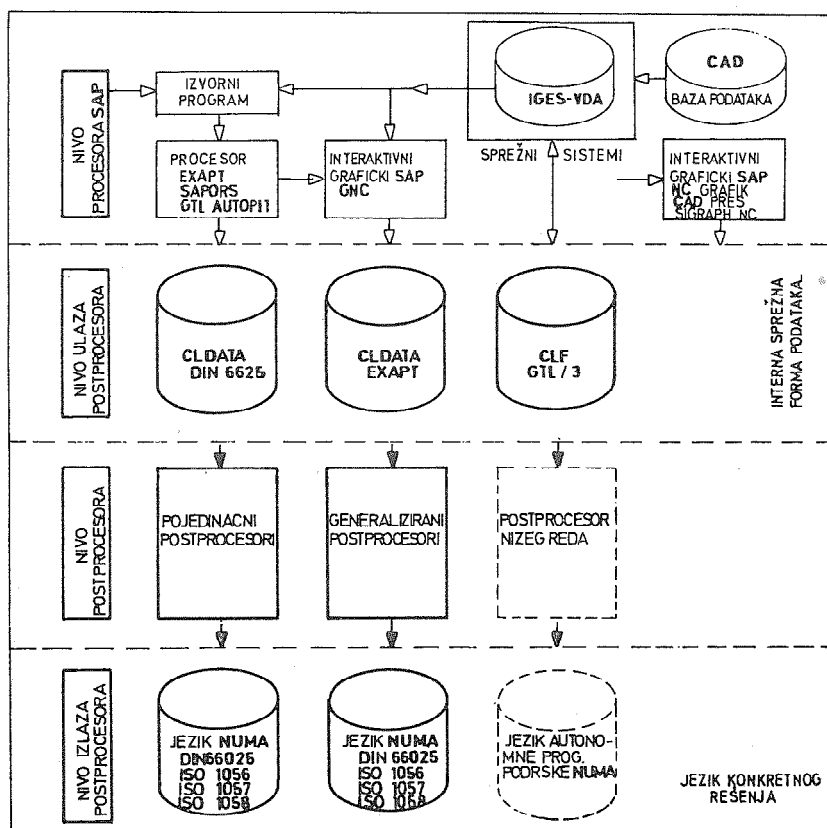 NIVO
PROCESORA SAP
IZVORNI
PROGRAM
IGES-VDA
CAD
BAZA PODATAKA
PROCESOR
EXAPT
SAPORS
GTL AUTOPIT
INTERAKTIVNI
GRAFICKI SAP
GNC
SPREŽNI SISTEMI
INTERAKTIVNI
GRAFICKI SAP
NC GRAFIK
CAD PRES
SIGRAPH NC
NIVO ULAZA
POSTPROCESORA
CLDATA
DIN 6625
CLDATA
EXAPT
CLF
GTL / 3
INTERNA SPREŽNA
FORMA PODATAKA
NIVO
POSTPROCESORA
POJEDINACNI
POSTPROCESORI
GENERALIZIRANI
POSTPROCESORI
POSTPROCESOR
NIZEG REDA
NIVO IZLAZA
POSTPROCESORA
JEZIK NUMA
DIN66025
ISO 1056
ISO 1057
ISO 1058
JEZIK NUMA
DIN 66025
ISO 1056
ISO 1057
ISO 1058
JEZIK AUTONO-
MNE PROG.
PODRSKE NUMA
JEZIK KONKRETNOG
REŠENJA